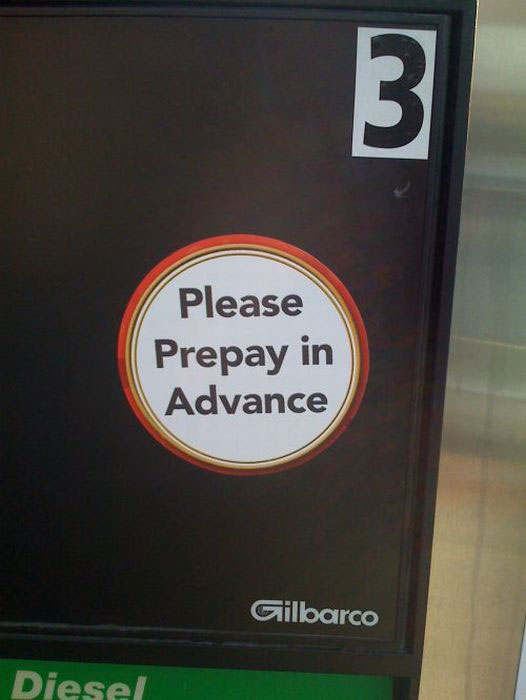 3
Please
Prepay in
Advance
Gilbarco
Diesel